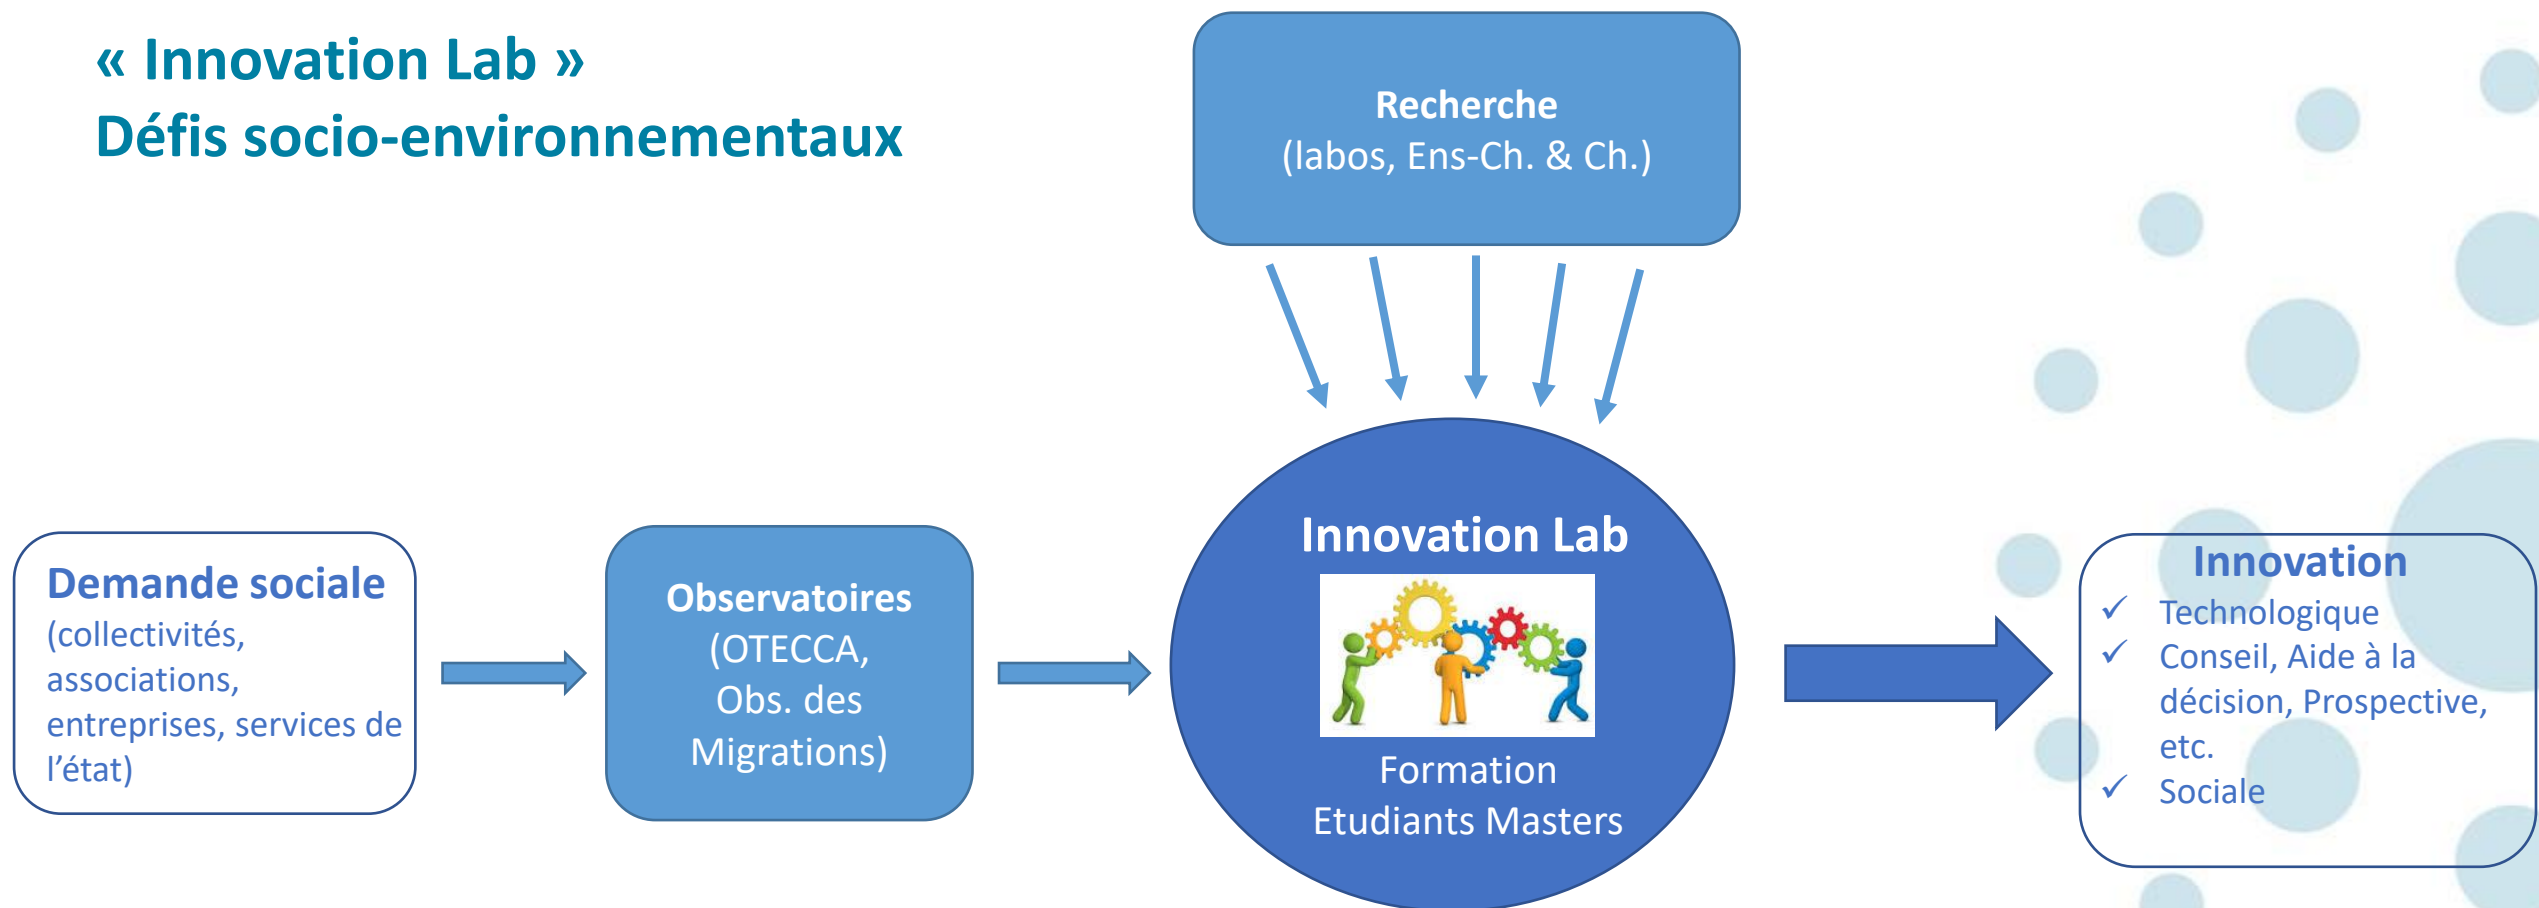 « Innovation Lab »
Défis socio-environnementaux
Recherche
(labos, Ens-Ch. & Ch.)
Demande sociale
(collectivités,
associations,
entreprises, services de
l’état)
Observatoires
(OTECCA,
Obs. des
Migrations)
Innovation Lab
Formation
Etudiants Masters
Innovation
✓ Technologique
✓ Conseil, Aide à la
décision, Prospective,
etc.
✓ Sociale